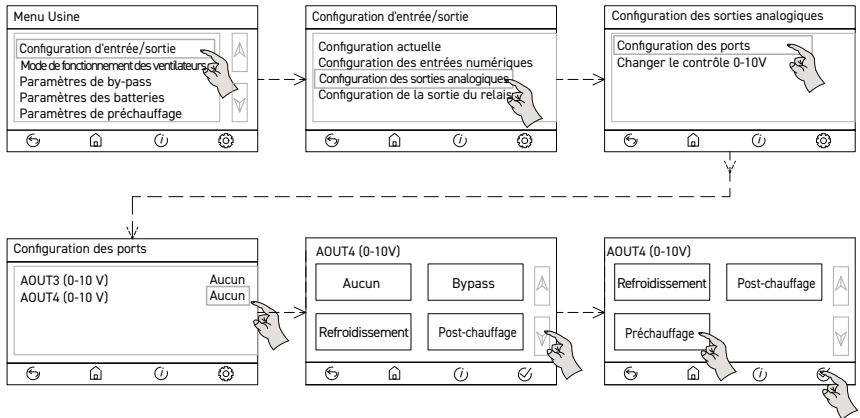 Menu Usine
Configuration d'entrée/sortie
Mode de fonctionnement des ventilateurs
Paramètres de by-pass
Paramètres des batteries
Paramètres de préchauffage
Configuration d'entrée/sortie
Configuration actuelle
Configuration des entrées numériques
Configuration des sorties analogiques
Configuration de la sortie du relais
Configuration des sorties analogiques
Configuration des ports
Changer le contrôle 0-10V
Configuration des ports
AOUT3 (0-10 V) Aucun
AOUT4 (0-10 V) Aucun
AOUT4 (0-10V)
Aucun Bypass
Refroidissement Post-chauffage
AOUT4 (0-10V)
Refroidissement Post-chauffage
Préchauffage